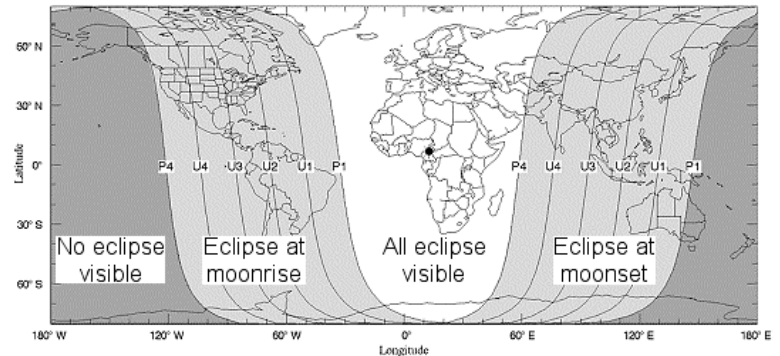 60° N
30° N
0°
30° S
60° S
Latitude
P4 U4 U3 U2 U1 P1 P4 U4 U3 U2 U1 P1
No eclipse visible
Eclipse at moonrise
All eclipse visible
Eclipse at moonset
180° W 120° W 60° W 0° 60° E 120° E 180° E
Longitude